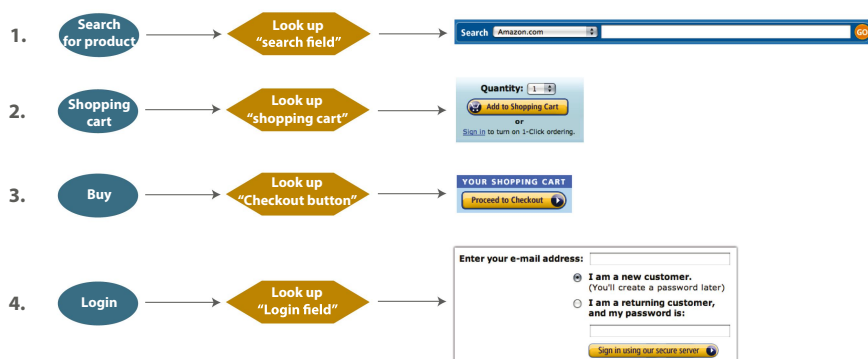 1.
Search
for product
Look up
“search field”
Search Amazon.com GO
2.
Shopping
cart
Look up
“shopping cart”
Quantity: 1
Add to Shopping Cart
or
Sign in to turn on 1-Click ordering.
3.
Buy
Look up
“Checkout button”
YOUR SHOPPING CART
Proceed to Checkout
4.
Login
Look up
“Login field”
Enter your e-mail address:
I am a new customer.
(You'll create a password later)
I am a returning customer,
and my password is:
Sign in using our secure server